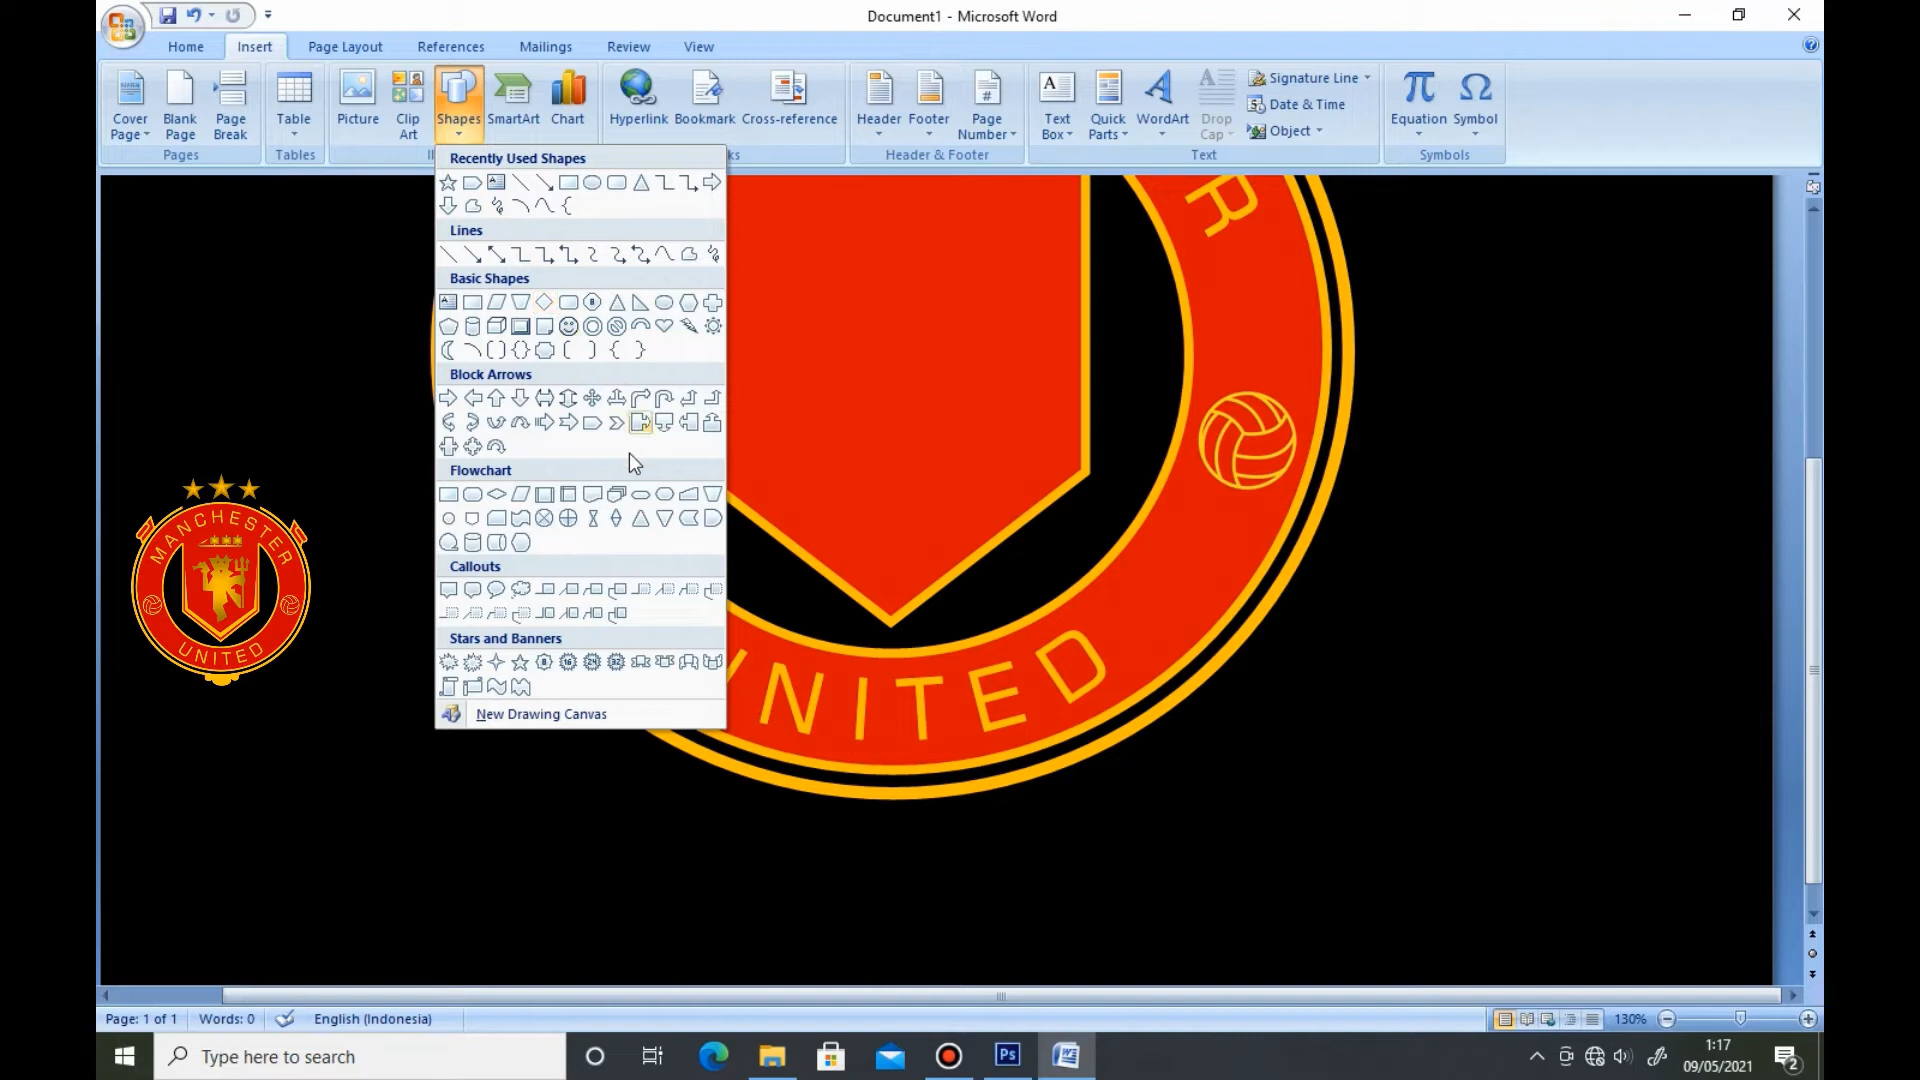 Document1 - Microsoft Word
Home Insert Page Layout References Mailings Review View
Cover Page
Blank Page
Page Break
Table
Picture
Clip Art
Shapes
SmartArt
Chart
Hyperlink
Bookmark
Cross-reference
Header
Footer
Page Number
Text Box
Quick Parts
WordArt
Drop Cap
Signature Line
Date & Time
Object
Equation
Symbol
Pages
Tables
Header & Footer
Text
Symbols
Recently Used Shapes
Lines
Basic Shapes
Block Arrows
Flowchart
Callouts
Stars and Banners
New Drawing Canvas
MANCHESTER
UNITED
R
UNITED
Page: 1 of 1 Words: 0 English (Indonesia) 130%
Type here to search
Ps
1:17
09/05/2021
2